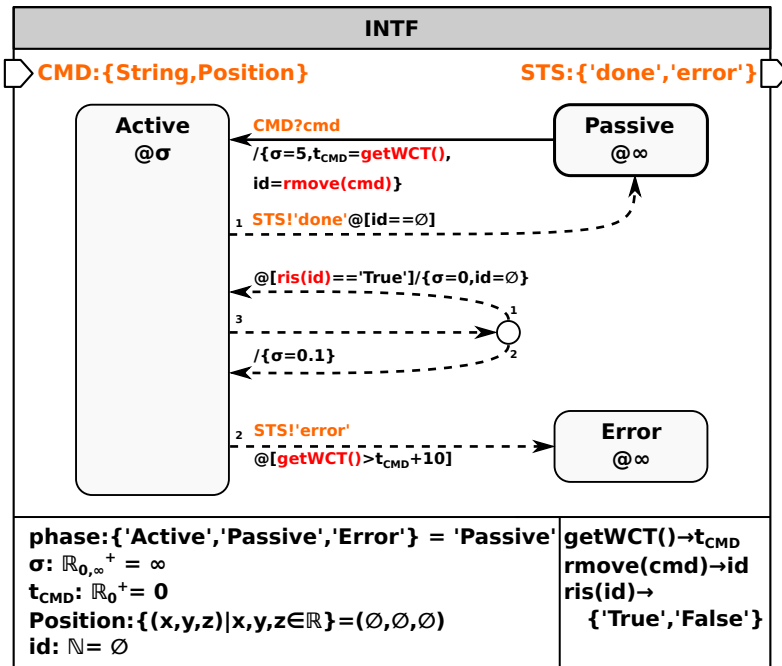 INTF
CMD:{String,Position}
STS:{'done','error'}
Active
@σ
CMD?cmd
/{σ=5,tCMD=getWCT(),
id=rmove(cmd)}
Passive
@∞
1 STS!'done'@[id==∅]
@[ris(id)=='True']/{σ=0,id=∅}
1
3
2
/{σ=0.1}
2 STS!'error'
@[getWCT()>tCMD+10]
Error
@∞
phase:{'Active','Passive','Error'} = 'Passive'
σ: ℝ0,∞+ = ∞
tCMD: ℝ0+= 0
Position:{(x,y,z)|x,y,z∈ℝ}=(∅,∅,∅)
id: ℕ= ∅
getWCT()→tCMD
rmove(cmd)→id
ris(id)→
{'True','False'}